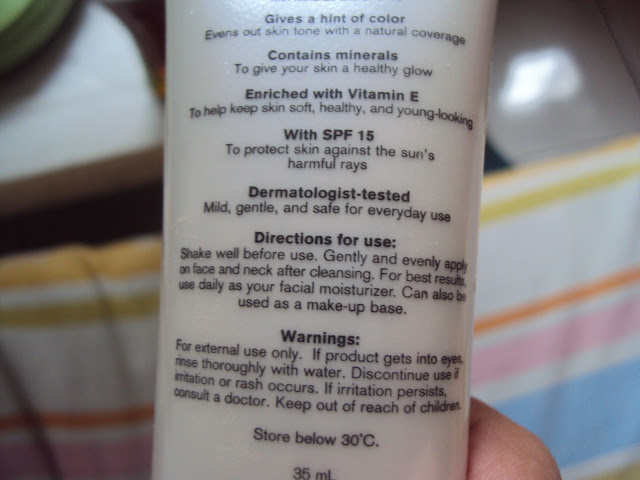 Gives a hint of color
Evens out skin tone with a natural coverage
Contains minerals
To give your skin a healthy glow
Enriched with Vitamin E
To help keep skin soft, healthy, and young-looking
With SPF 15
To protect skin against the sun's
harmful rays
Dermatologist-tested
Mild, gentle, and safe for everyday use
Directions for use:
Shake well before use. Gently and evenly apply
on face and neck after cleansing. For best results,
use daily as your facial moisturizer. Can also be
used as a make-up base.
Warnings:
For external use only. If product gets into eyes,
rinse thoroughly with water. Discontinue use if
irritation or rash occurs. If irritation persists,
consult a doctor. Keep out of reach of children.
Store below 30°C.
35 mL